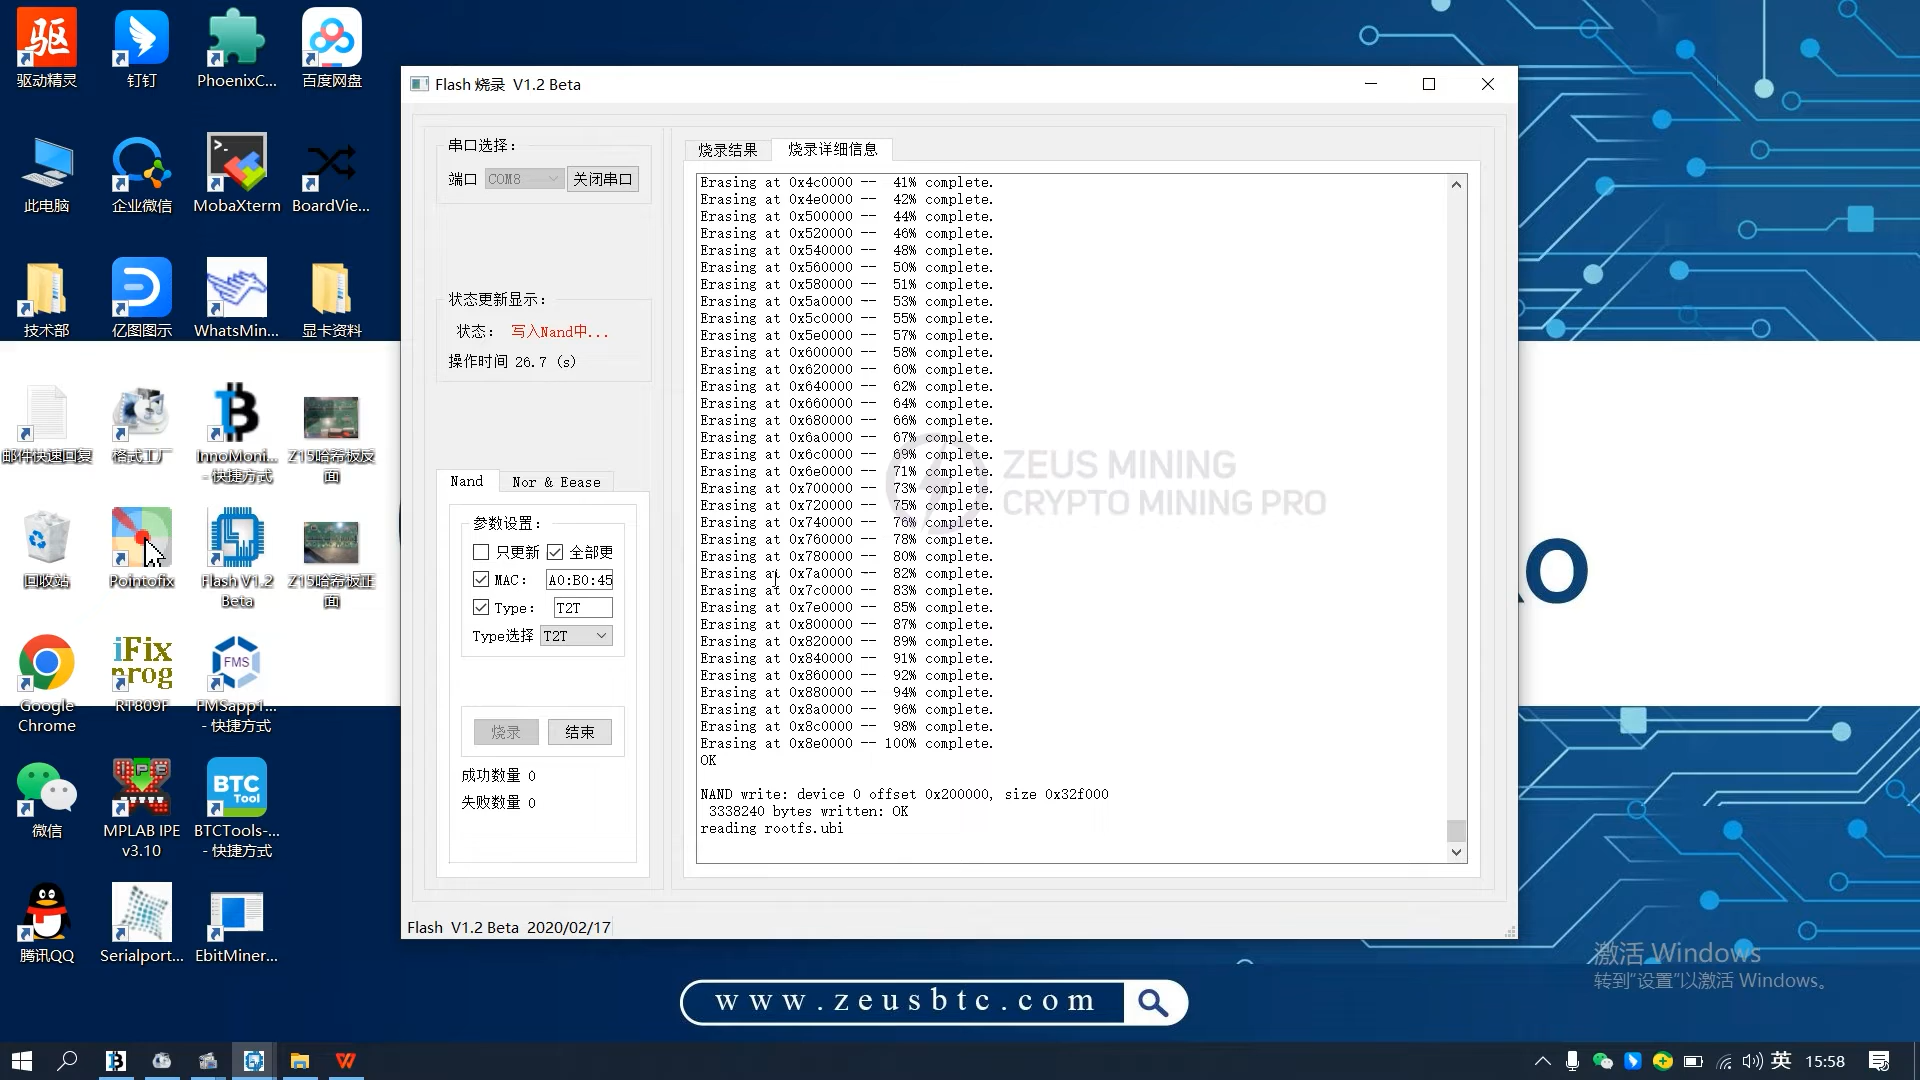 驱
驱动精灵
钉钉
PhoenixC...
百度网盘
此电脑
企业微信
MobaXterm
BoardVie...
技术部
亿图图示
WhatsMin...
显卡资料
邮件快速回复
格式工厂
InnoMoni...
- 快捷方式
Z15哈希板反
面
回收站
Pointofix
Flash V1.2
Beta
Z15哈希板正
面
iFix
prog
FMS
Google
Chrome
RT809F
FMSapp1...
- 快捷方式
IPE
BTC
Tool
微信
MPLAB IPE
v3.10
BTCTools-...
- 快捷方式
腾讯QQ
Serialport...
EbitMiner...
Flash 烧录 V1.2 Beta
串口选择：
端口 COM8 关闭串口
状态更新显示：
状态： 写入Nand中...
操作时间 26.7 (s)
Nand
Nor & Eease
参数设置：
只更新 全部更
MAC: A0:B0:45
Type: T2T
Type选择 T2T
烧录 结束
成功数量 0
失败数量 0
烧录结果
烧录详细信息
Erasing at 0x4c0000 -- 41% complete.
Erasing at 0x4e0000 -- 42% complete.
Erasing at 0x500000 -- 44% complete.
Erasing at 0x520000 -- 46% complete.
Erasing at 0x540000 -- 48% complete.
Erasing at 0x560000 -- 50% complete.
Erasing at 0x580000 -- 51% complete.
Erasing at 0x5a0000 -- 53% complete.
Erasing at 0x5c0000 -- 55% complete.
Erasing at 0x5e0000 -- 57% complete.
Erasing at 0x600000 -- 58% complete.
Erasing at 0x620000 -- 60% complete.
Erasing at 0x640000 -- 62% complete.
Erasing at 0x660000 -- 64% complete.
Erasing at 0x680000 -- 66% complete.
Erasing at 0x6a0000 -- 67% complete.
Erasing at 0x6c0000 -- 69% complete.
Erasing at 0x6e0000 -- 71% complete.
Erasing at 0x700000 -- 73% complete.
Erasing at 0x720000 -- 75% complete.
Erasing at 0x740000 -- 76% complete.
Erasing at 0x760000 -- 78% complete.
Erasing at 0x780000 -- 80% complete.
Erasing at 0x7a0000 -- 82% complete.
Erasing at 0x7c0000 -- 83% complete.
Erasing at 0x7e0000 -- 85% complete.
Erasing at 0x800000 -- 87% complete.
Erasing at 0x820000 -- 89% complete.
Erasing at 0x840000 -- 91% complete.
Erasing at 0x860000 -- 92% complete.
Erasing at 0x880000 -- 94% complete.
Erasing at 0x8a0000 -- 96% complete.
Erasing at 0x8c0000 -- 98% complete.
Erasing at 0x8e0000 -- 100% complete.
OK
NAND write: device 0 offset 0x200000, size 0x32f000
3338240 bytes written: OK
reading rootfs.ubi
ZEUS MINING
CRYPTO MINING PRO
Flash V1.2 Beta 2020/02/17
O
激活 Windows
转到"设置"以激活 Windows。
www.zeusbtc.com
英
15:58